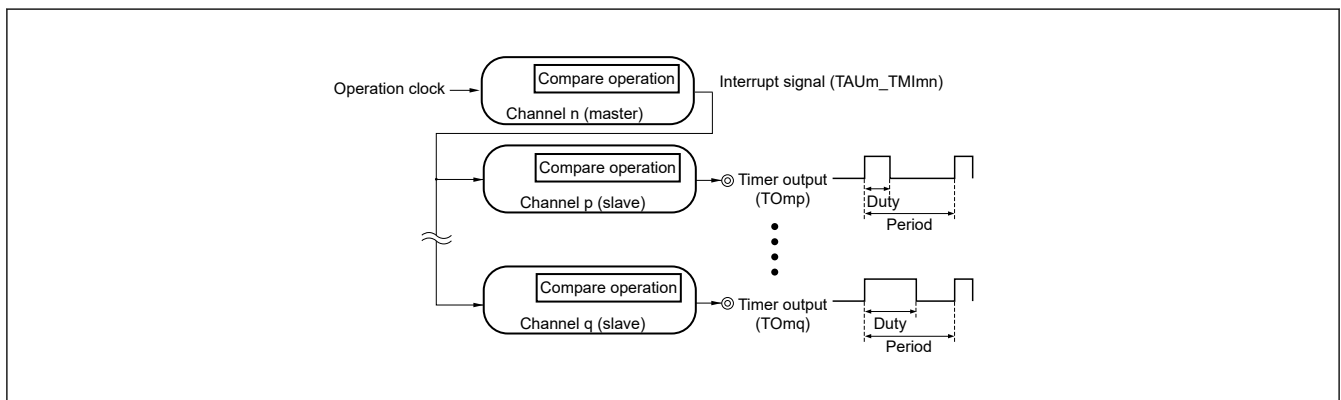 Compare operation
Operation clock
Interrupt signal (TAUm_TMImn)
Channel n (master)
Compare operation
Channel p (slave)
Timer output
(TOmp)
Duty
Period
Compare operation
Channel q (slave)
Timer output
(TOmq)
Duty
Period